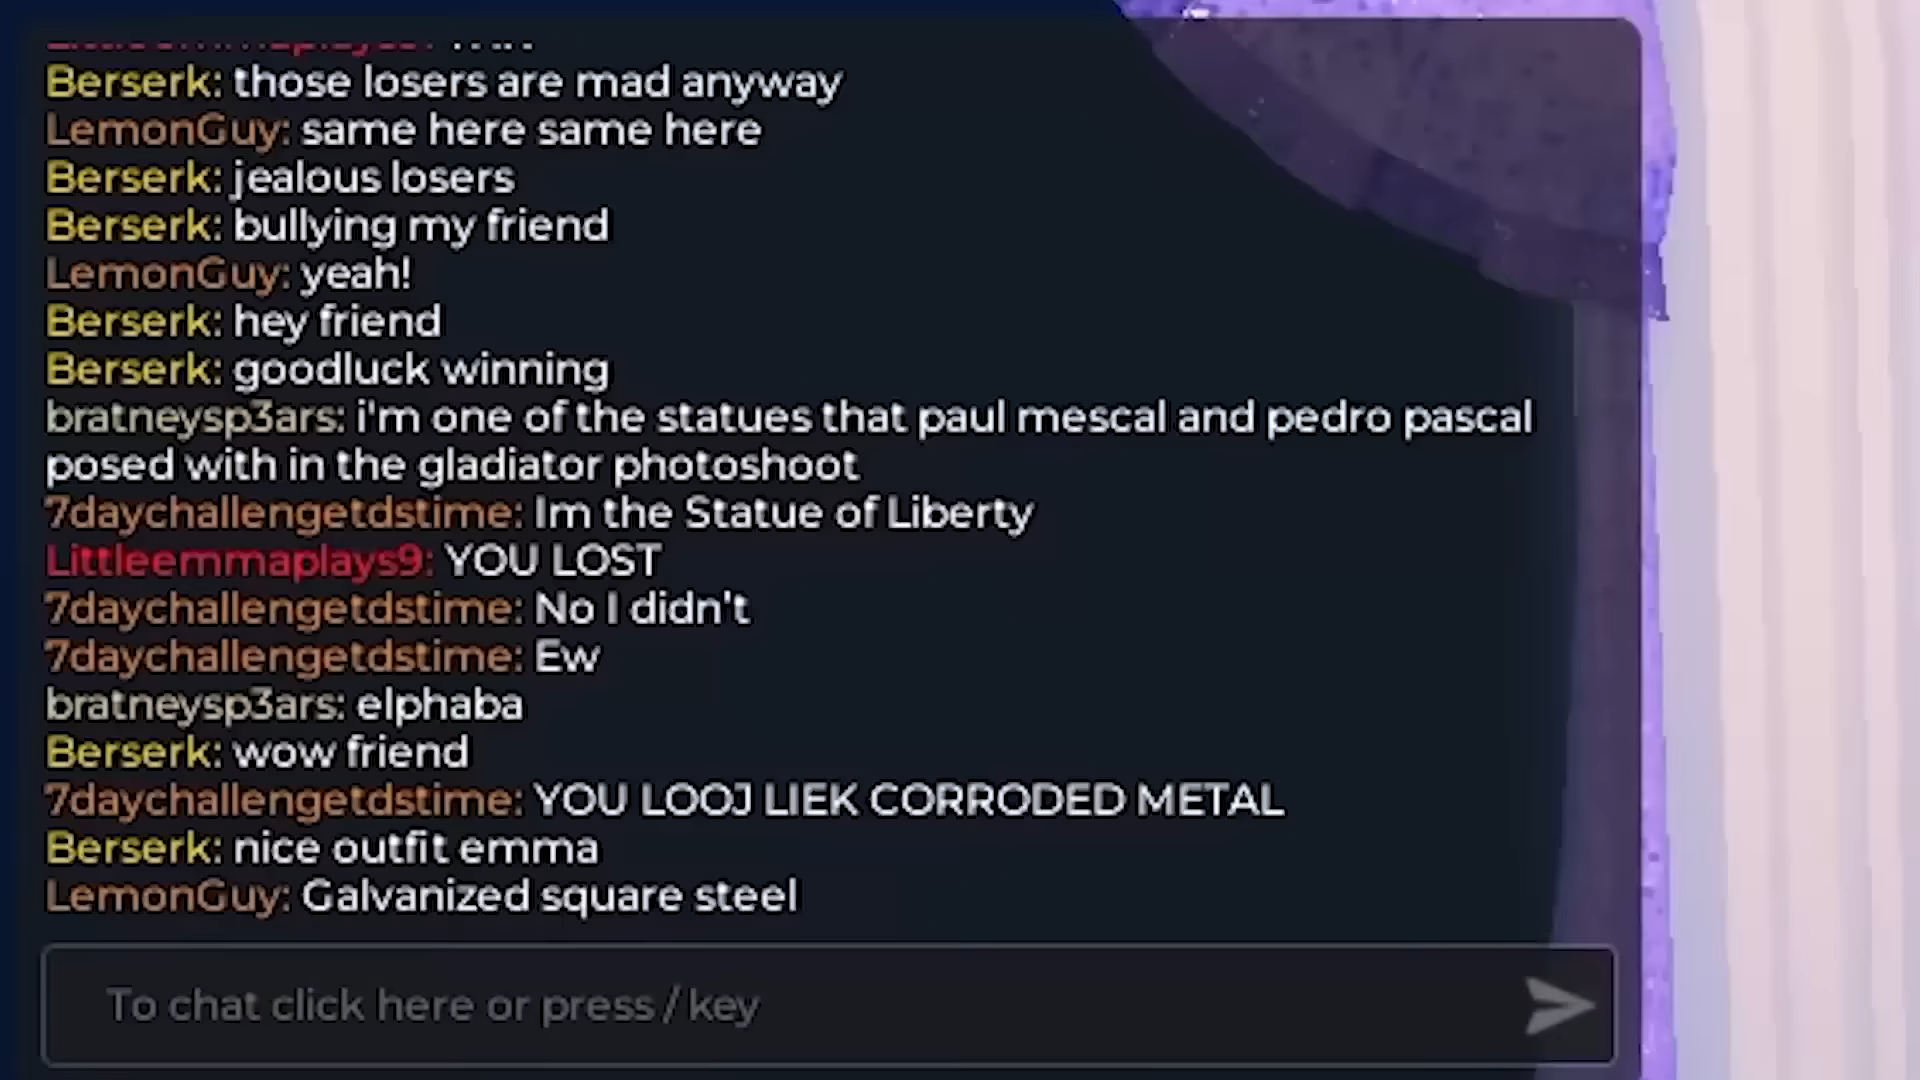 Berserk: those losers are mad anyway
LemonGuy: same here same here
Berserk: jealous losers
Berserk: bullying my friend
LemonGuy: yeah!
Berserk: hey friend
Berserk: goodluck winning
bratneysp3ars: i'm one of the statues that paul mescal and pedro pascal
posed with in the gladiator photoshoot
7daychallengetdstime: Im the Statue of Liberty
Littleemmaplays9: YOU LOST
7daychallengetdstime: No I didn't
7daychallengetdstime: Ew
bratneysp3ars: elphaba
Berserk: wow friend
7daychallengetdstime: YOU LOOJ LIEK CORRODED METAL
Berserk: nice outfit emma
LemonGuy: Galvanized square steel
To chat click here or press / key